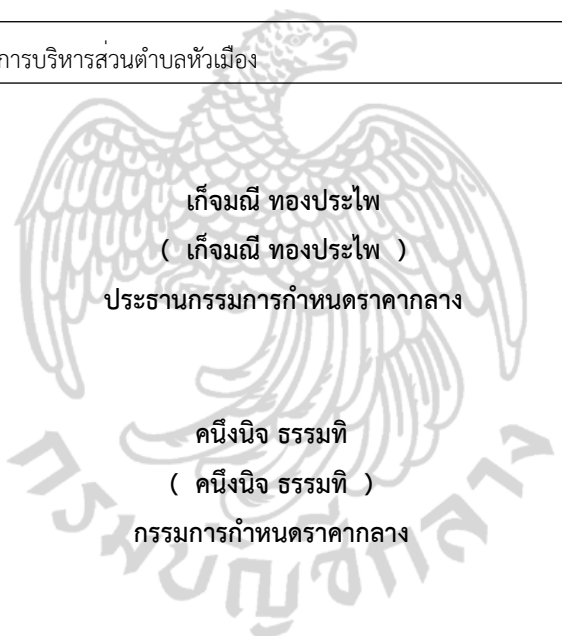 การบริหารส่วนตำบลหัวเมือง
เก็จมณี ทองประไพ
( เก็จมณี ทองประไพ )
ประธานกรรมการกำหนดราคากลาง
คนึงนิจ ธรรมทิ
( คนึงนิจ ธรรมทิ )
กรรมการกำหนดราคากลาง
กรมบัญชีกลาง